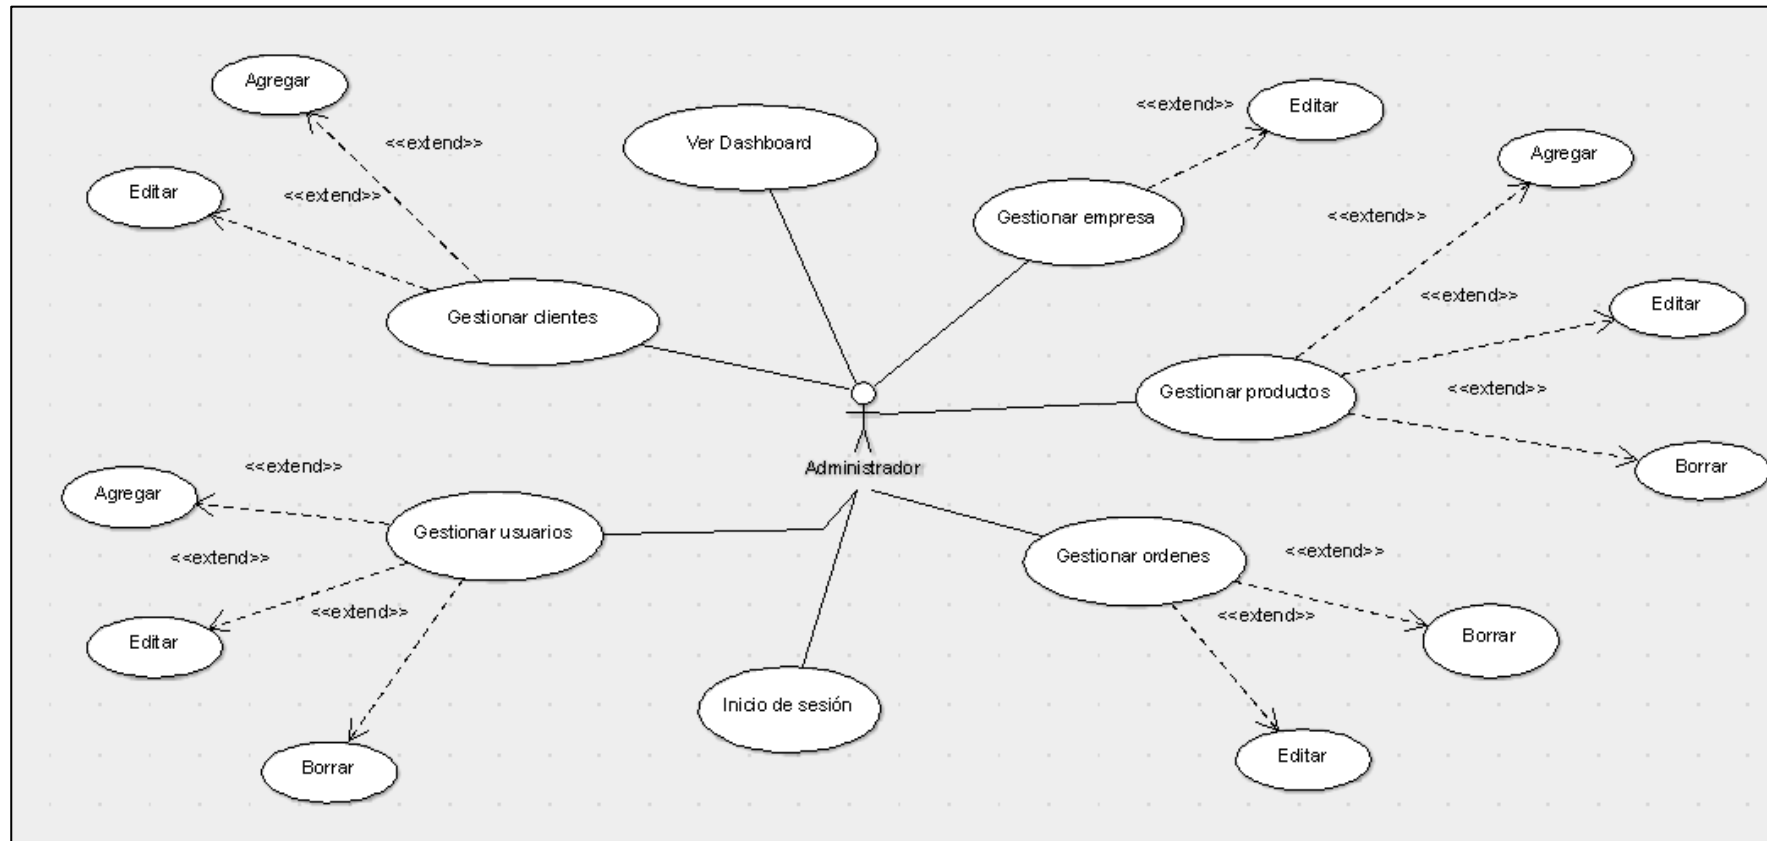 Agregar
<<extend>>
Editar
<<extend>>
Gestionar clientes
Ver Dashboard
<<extend>>
Editar
Gestionar empresa
Agregar
<<extend>>
<<extend>>
Editar
Gestionar productos
<<extend>>
Borrar
Administrador
<<extend>>
Agregar
Gestionar usuarios
<<extend>>
Editar
<<extend>>
Borrar
Inicio de sesión
Gestionar ordenes
<<extend>>
<<extend>>
Borrar
Editar